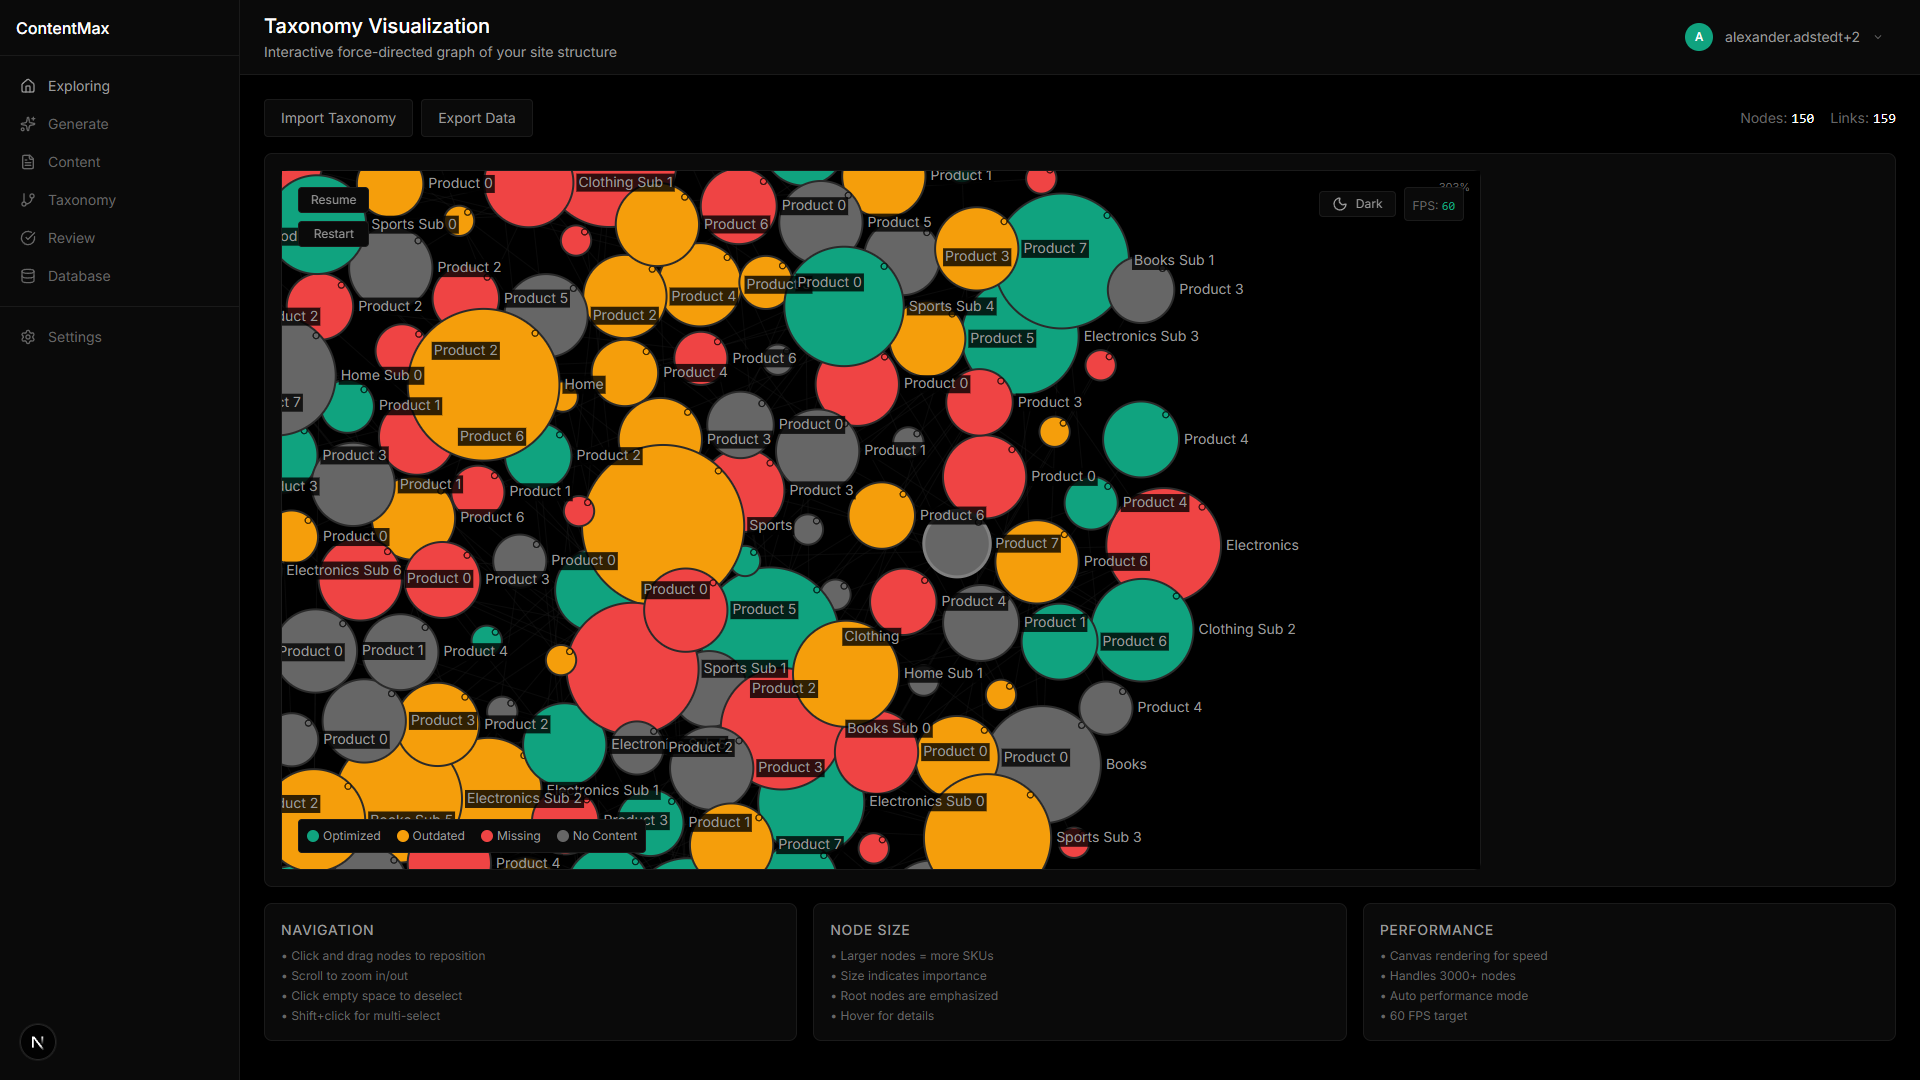 ContentMax
Exploring
Generate
Content
Taxonomy
Review
Database
Settings
Taxonomy Visualization
Interactive force-directed graph of your site structure
A alexander.adstedt+2
Import Taxonomy
Export Data
Nodes: 150 Links: 159
Resume
Restart
Dark
FPS: 60
Product 0
Clothing Sub 1
Product 1
Sports Sub 0
Product 6
Product 0
Product 5
Product 3
Product 7
Books Sub 1
Product 2
Product 5
Product 4
Product 0
Product 3
Product 2
Product 2
Sports Sub 4
Product 5
Electronics Sub 3
Product 2
Product 6
Home Sub 0
Home
Product 4
Product 0
Product 3
Product 1
Product 6
Product 3
Product 0
Product 1
Product 4
Product 3
Product 2
Product 1
Product 1
Product 3
Product 0
Product 4
Product 6
Sports
Product 6
Product 7
Electronics
Product 0
Product 3
Product 0
Product 6
Electronics Sub 6
Product 0
Product 0
Product 5
Product 4
Product 1
Clothing Sub 2
Clothing
Product 6
Product 0
Product 1
Product 4
Sports Sub 1
Home Sub 1
Product 2
Product 4
Product 3
Product 2
Books Sub 0
Product 0
Product 2
Product 0
Product 0
Books
Product 3
Electronics Sub 1
Electronics Sub 2
Electronics Sub 0
Product 1
Sports Sub 3
Product 7
Product 4
Optimized
Outdated
Missing
No Content
NAVIGATION
• Click and drag nodes to reposition
• Scroll to zoom in/out
• Click empty space to deselect
• Shift+click for multi-select
NODE SIZE
• Larger nodes = more SKUs
• Size indicates importance
• Root nodes are emphasized
• Hover for details
PERFORMANCE
• Canvas rendering for speed
• Handles 3000+ nodes
• Auto performance mode
• 60 FPS target
N